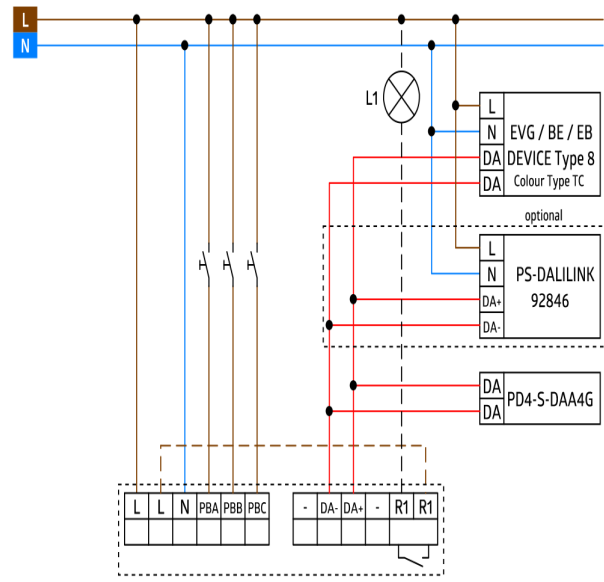 L
N
L1
L
N EVG / BE / EB
DA DEVICE Type 8
DA Colour Type TC
optional
L
N PS-DALILINK
DA+ 92846
DA-
DA
DA PD4-S-DAA4G
L L N PBA PBB PBC - DA- DA+ - R1 R1